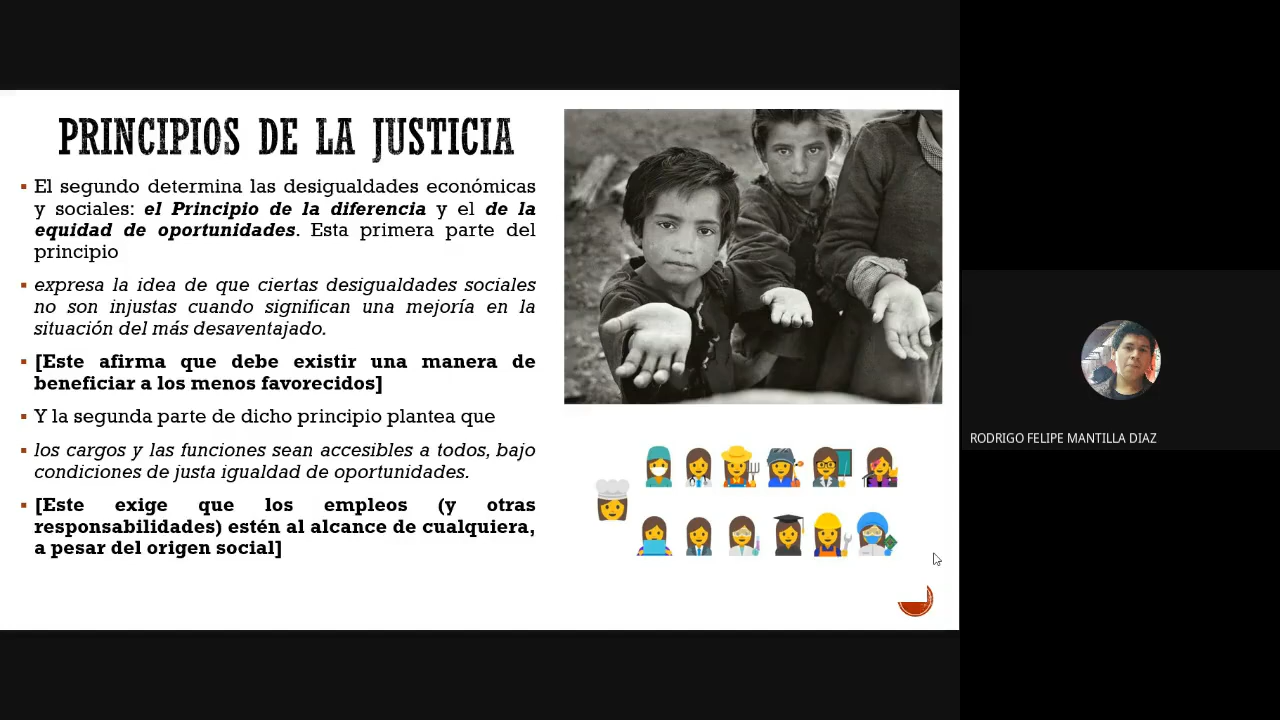 PRINCIPIOS DE LA JUSTICIA
▪ El segundo determina las desigualdades económicas
y sociales: el Principio de la diferencia y el de la
equidad de oportunidades. Esta primera parte del
principio
▪ expresa la idea de que ciertas desigualdades sociales
no son injustas cuando significan una mejoría en la
situación del más desaventajado.
▪ [Este afirma que debe existir una manera de
beneficiar a los menos favorecidos]
▪ Y la segunda parte de dicho principio plantea que
▪ los cargos y las funciones sean accesibles a todos, bajo
condiciones de justa igualdad de oportunidades.
▪ [Este exige que los empleos (y otras
responsabilidades) estén al alcance de cualquiera,
a pesar del origen social]
RODRIGO FELIPE MANTILLA DIAZ